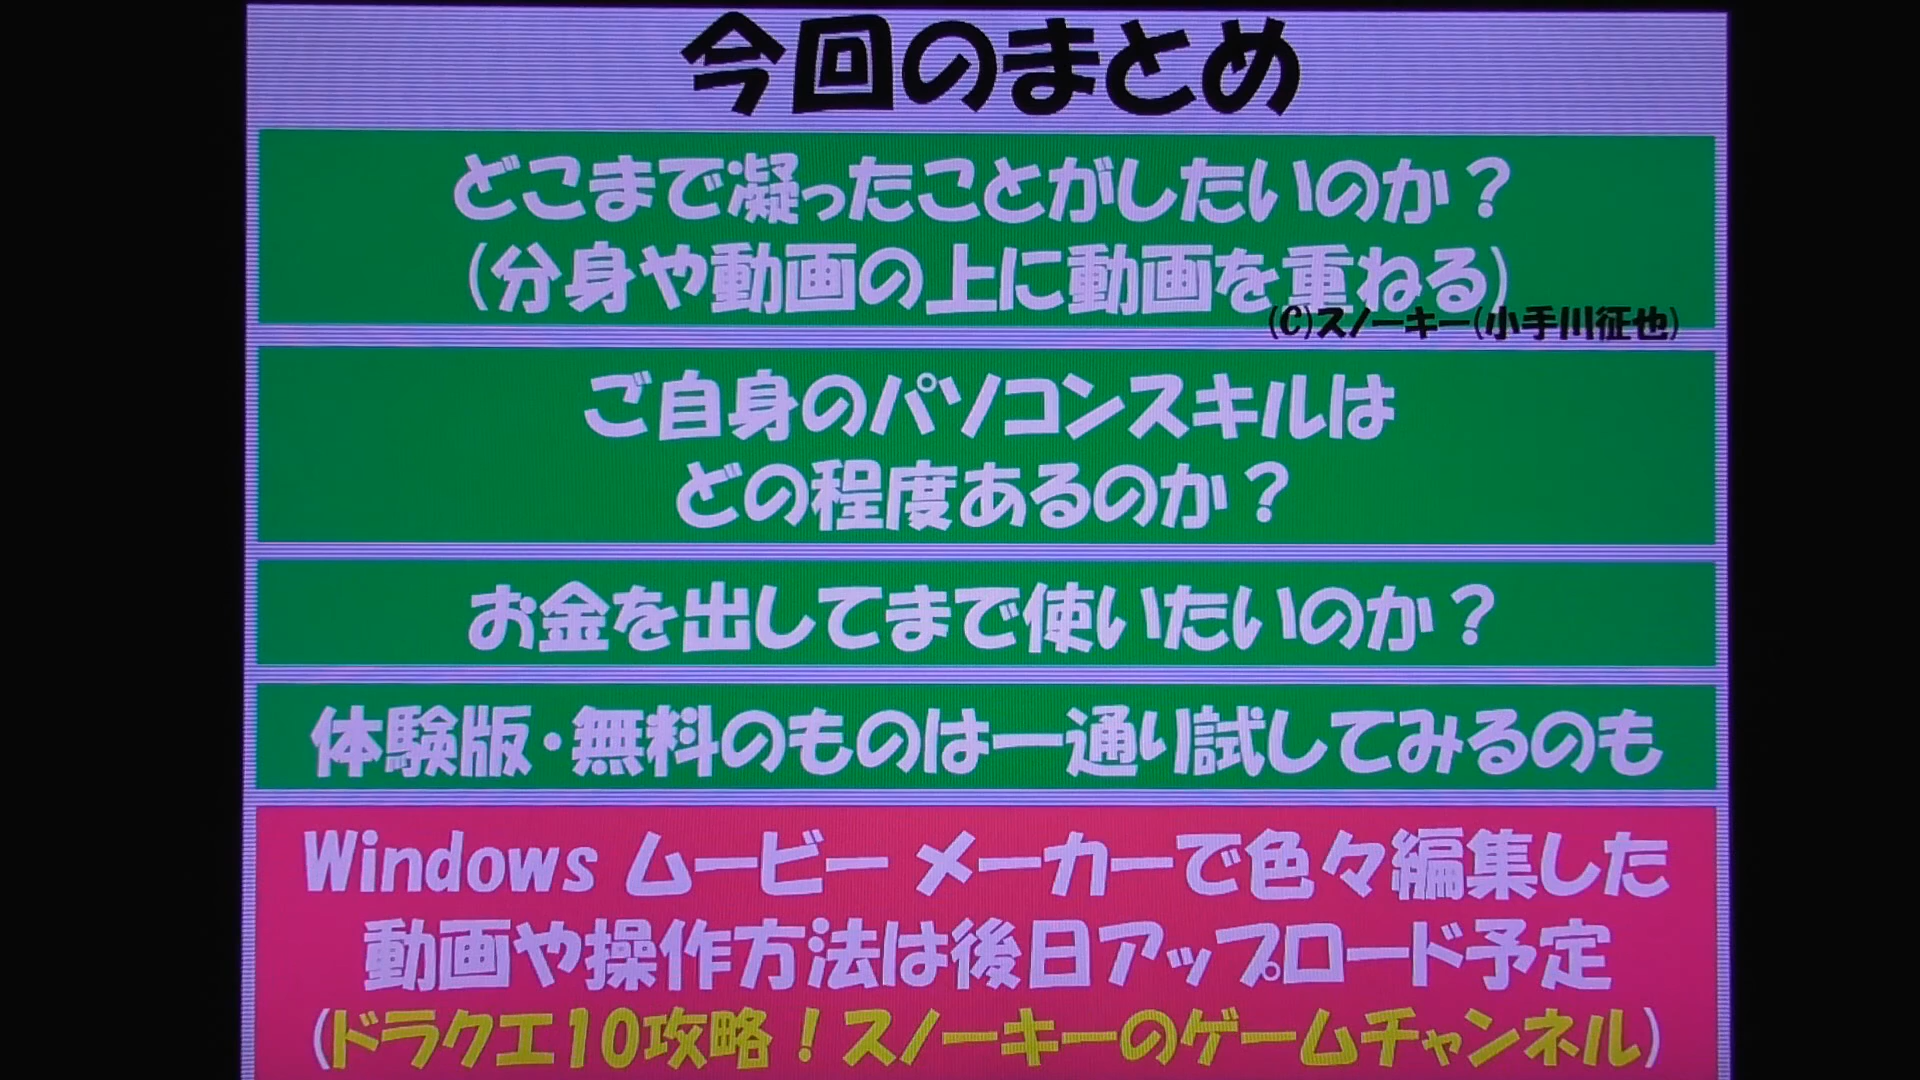 今回のまとめ
どこまで凝ったことがしたいのか？
(分身や動画の上に動画を重ねる)
(C)スノーキー(小手川征也)
ご自身のパソコンスキルは
どの程度あるのか？
お金を出してまで使いたいのか？
体験版・無料のものは一通り試してみるのも
Windows ムービー メーカーで色々編集した
動画や操作方法は後日アップロード予定
(ドラクエ10攻略！スノーキーのゲームチャンネル)